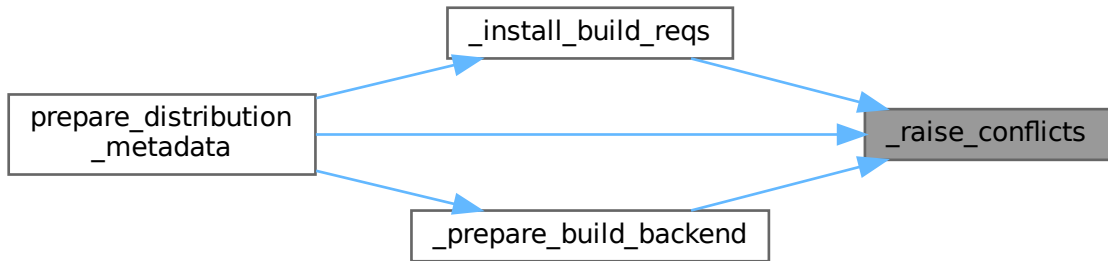 _install_build_reqs
prepare_distribution
_metadata
_raise_conflicts
_prepare_build_backend